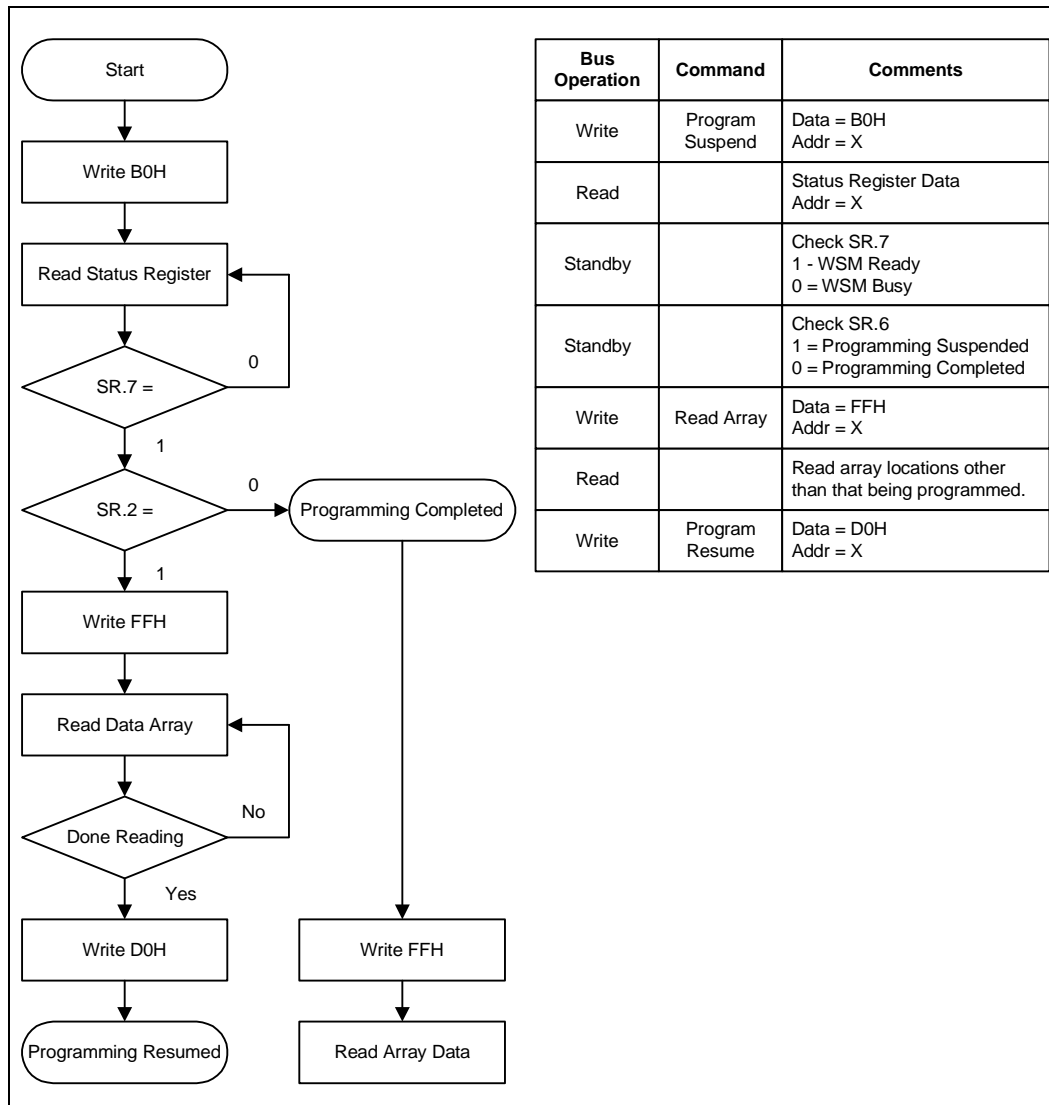 Start
Write B0H
Read Status Register
SR.7 =
0
1
SR.2 =
0
Programming Completed
1
Write FFH
Read Data Array
Done Reading
No
Yes
Write D0H
Programming Resumed
Write FFH
Read Array Data
Bus
Operation
Command
Comments
Write
Program
Suspend
Data = B0H
Addr = X
Read
Status Register Data
Addr = X
Standby
Check SR.7
1 - WSM Ready
0 = WSM Busy
Standby
Check SR.6
1 = Programming Suspended
0 = Programming Completed
Write
Read Array
Data = FFH
Addr = X
Read
Read array locations other
than that being programmed.
Write
Program
Resume
Data = D0H
Addr = X